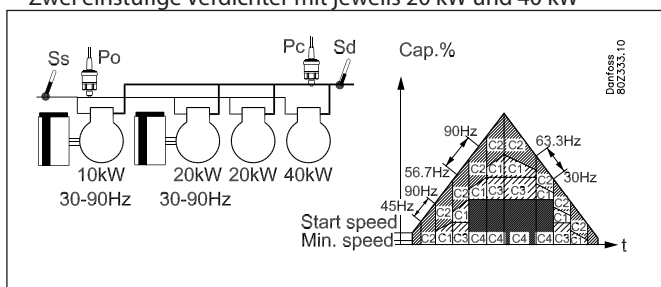 Zwei einstufige Verdichter mit jeweils 20 kW und 40 kW
Ss Po Pc Sd
10kW 20kW 20kW 40kW
30-90Hz 30-90Hz
Cap.%
Danfoss
80Z333.10
90Hz 63.3Hz
C2 C2
56.7Hz C2 C1 C1 30Hz
90Hz C2 C1 C3 C3 C1 C2
45Hz C2 C1 C2
Start speed C1
Min. speed C2 C1 C3 C4 C4 C4 C4 C3 C2 t